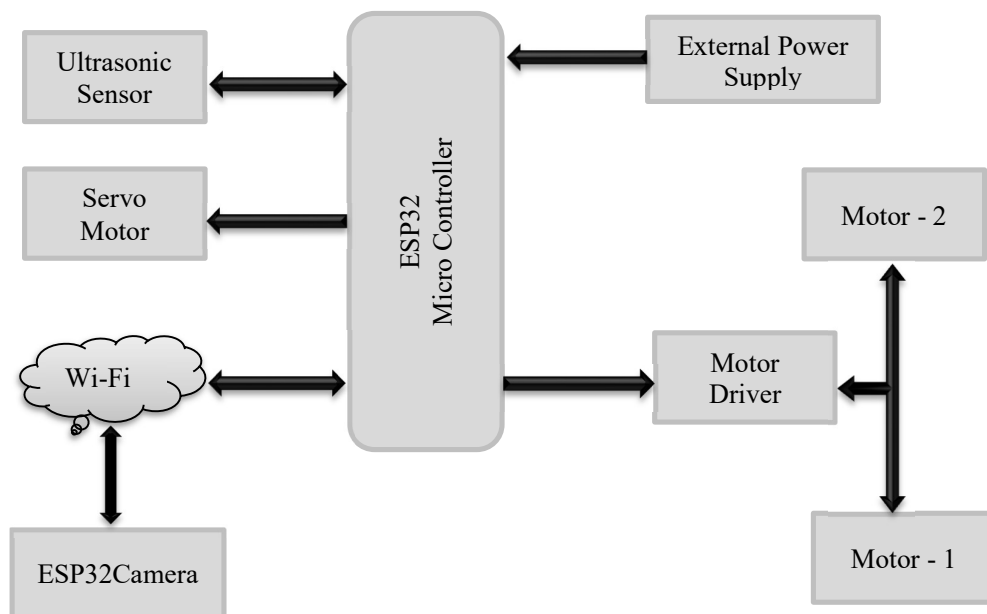 Ultrasonic
Sensor
External Power
Supply
Servo
Motor
ESP32
Micro Controller
Motor - 2
Wi-Fi
Motor
Driver
ESP32Camera
Motor - 1